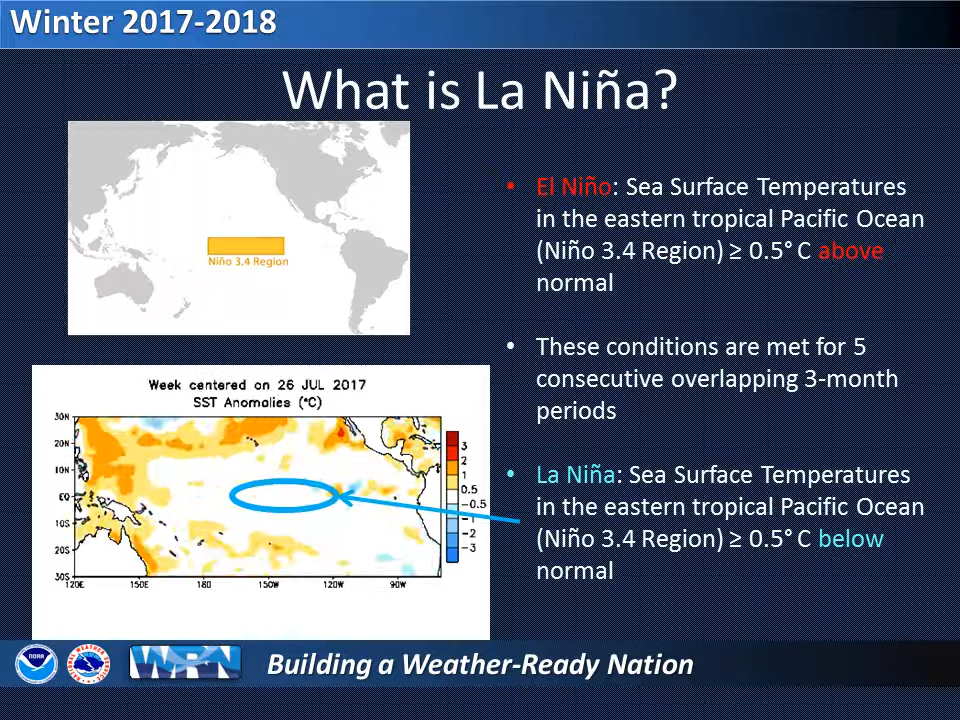 Winter 2017-2018
What is La Niña?
Niño 3.4 Region
• El Niño: Sea Surface Temperatures
in the eastern tropical Pacific Ocean
(Niño 3.4 Region) ≥ 0.5° C above
normal
• These conditions are met for 5
consecutive overlapping 3-month
periods
• La Niña: Sea Surface Temperatures
in the eastern tropical Pacific Ocean
(Niño 3.4 Region) ≥ 0.5° C below
normal
Week centered on 26 JUL 2017
SST Anomalies (°C)
30N
20N
10N
EQ
10S
20S
30S
120E 150E 180 150W 120W 90W
3
2
1
0.5
-0.5
-1
-2
-3
NOAA
NATIONAL WEATHER SERVICE
WRN
Building a Weather-Ready Nation